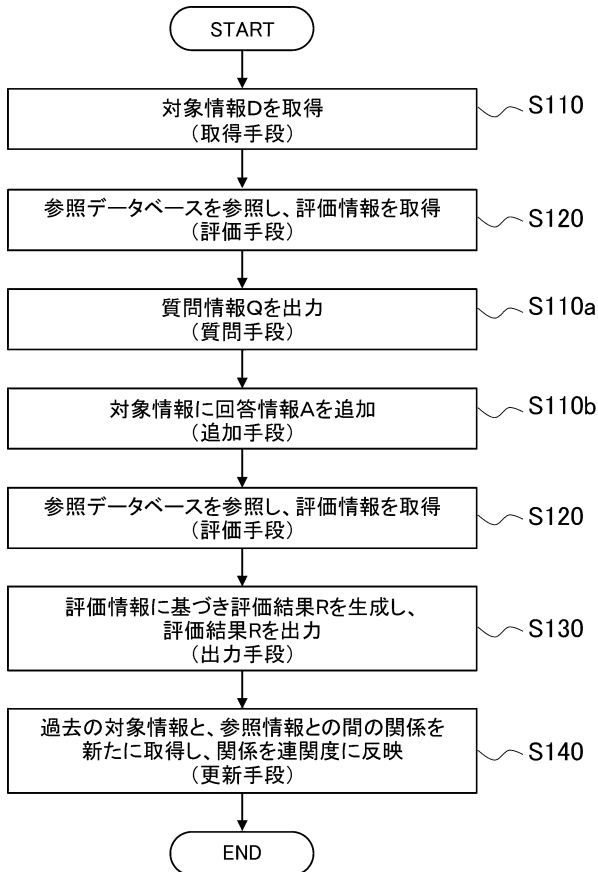 START
対象情報Dを取得
(取得手段)
S110
参照データベースを参照し、評価情報を取得
(評価手段)
S120
質問情報Qを出力
(質問手段)
S110a
対象情報に回答情報Aを追加
(追加手段)
S110b
参照データベースを参照し、評価情報を取得
(評価手段)
S120
評価情報に基づき評価結果Rを生成し、
評価結果Rを出力
(出力手段)
S130
過去の対象情報と、参照情報との間の関係を
新たに取得し、関係を連関度に反映
(更新手段)
S140
END